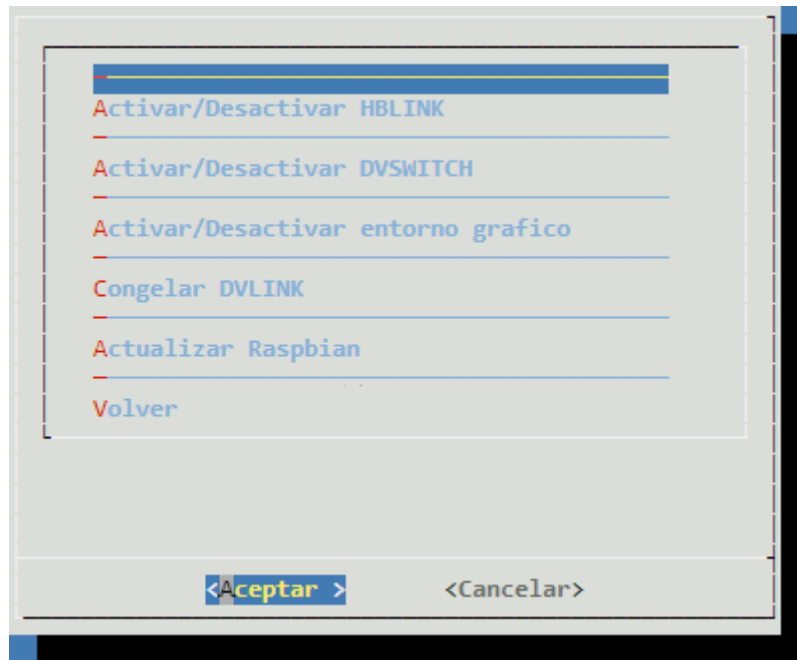 Activar/Desactivar HBLINK
Activar/Desactivar DVSWITCH
Activar/Desactivar entorno grafico
Congelar DVLINK
Actualizar Raspbian
Volver
<Aceptar > <Cancelar>